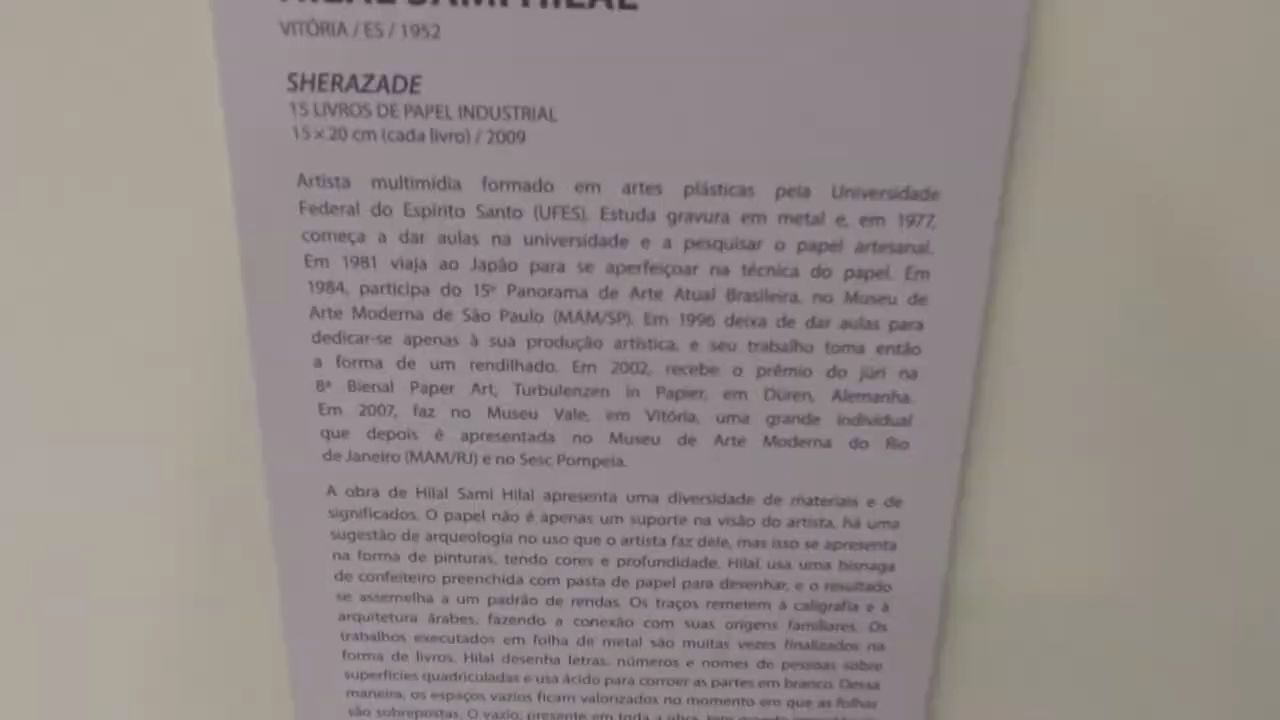 HILAL SAMI HILAL
VITÓRIA / ES / 1952
SHERAZADE
15 LIVROS DE PAPEL INDUSTRIAL
15 × 20 cm (cada livro) / 2009
Artista multimídia formado em artes plásticas pela Universidade
Federal do Espírito Santo (UFES). Estuda gravura em metal e, em 1977,
começa a dar aulas na universidade e a pesquisar o papel artesanal.
Em 1981 viaja ao Japão para se aperfeiçoar na técnica do papel. Em
1984, participa do 15º Panorama de Arte Atual Brasileira, no Museu de
Arte Moderna de São Paulo (MAM/SP). Em 1996 deixa de dar aulas para
dedicar-se apenas à sua produção artística, e seu trabalho toma então
a forma de um rendilhado. Em 2002, recebe o prêmio do júri na
8ª Bienal Paper Art, Turbulenzen in Papier, em Düren, Alemanha.
Em 2007, faz no Museu Vale, em Vitória, uma grande individual
que depois é apresentada no Museu de Arte Moderna do Rio
de Janeiro (MAM/RJ) e no Sesc Pompeia.
A obra de Hilal Sami Hilal apresenta uma diversidade de materiais e de
significados. O papel não é apenas um suporte na visão do artista, há uma
sugestão de arqueologia no uso que o artista faz dele, mas isso se apresenta
na forma de pinturas, tendo cores e profundidade. Hilal usa uma bisnaga
de confeiteiro preenchida com pasta de papel para desenhar, e o resultado
se assemelha a um padrão de rendas. Os traços remetem à caligrafia e à
arquitetura árabes, fazendo a conexão com suas origens familiares. Os
trabalhos executados em folha de metal são muitas vezes finalizados na
forma de livros. Hilal desenha letras, números e nomes de pessoas sobre
superfícies quadriculadas e usa ácido para corroer as partes em branco. Dessa
maneira, os espaços vazios ficam valorizados no momento em que as folhas
são sobrepostas. O vazio, presente em toda a obra,